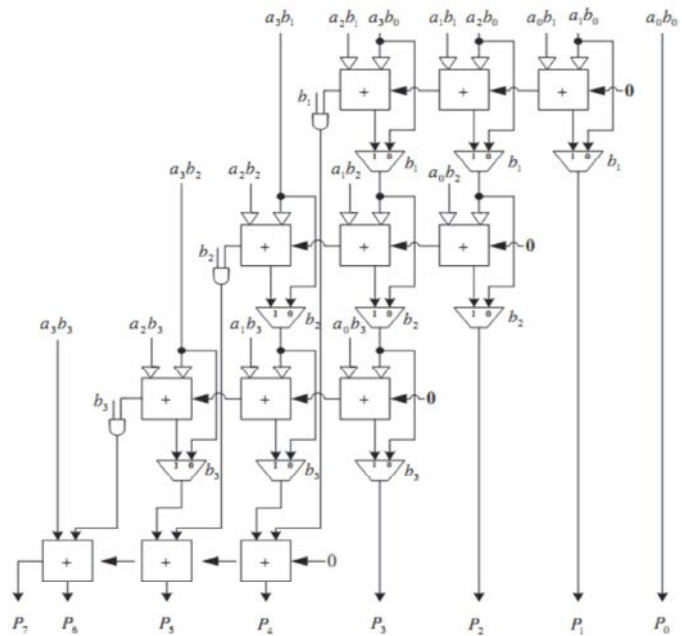 a₃b₁ a₂b₁ a₃b₀ a₁b₁ a₂b₀ a₀b₁ a₁b₀ a₀b₀
b₁ + + + 0
1 0 b₁ 1 0 b₁ 1 0 b₁
a₃b₂ a₂b₂ a₁b₂ a₀b₂
b₂ + + + 0
1 0 b₂ 1 0 b₂ 1 0 b₂
a₃b₃ a₂b₃ a₁b₃ a₀b₃
b₃ + + + 0
1 0 b₃ 1 0 b₃ 1 0 b₃
+ + + 0
P₇ P₆ P₅ P₄ P₃ P₂ P₁ P₀